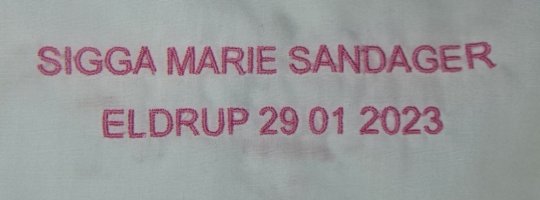 SIGGA MARIE SANDAGER
ELDRUP 29 01 2023